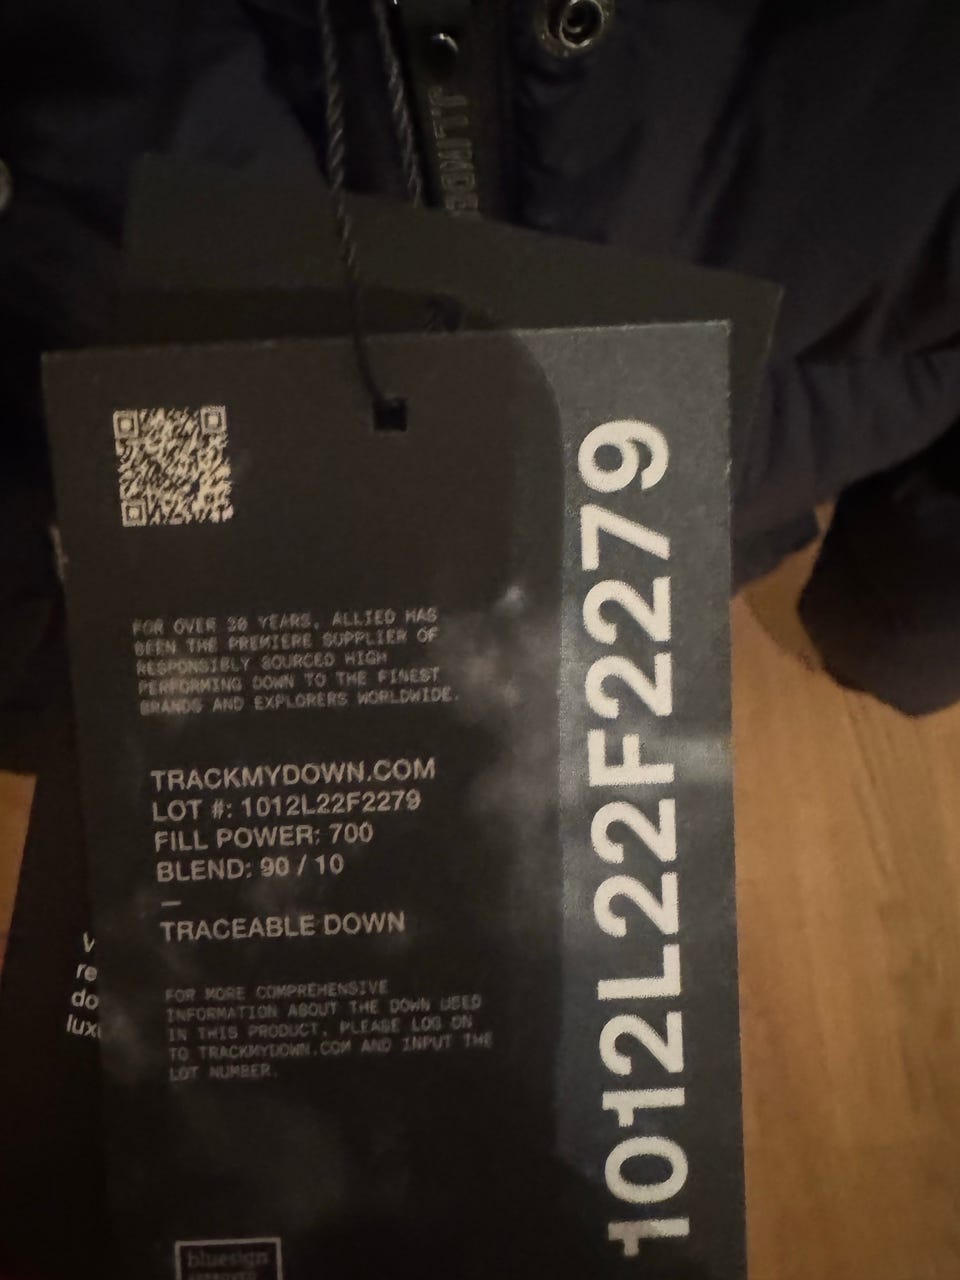 J.LINDE
FOR OVER 30 YEARS, ALLIED HAS
BEEN THE PREMIERE SUPPLIER OF
RESPONSIBLY SOURCED HIGH
PERFORMING DOWN TO THE FINEST
BRANDS AND EXPLORERS WORLDWIDE.
TRACKMYDOWN.COM
LOT #: 1012L22F2279
FILL POWER: 700
BLEND: 90 / 10
—
TRACEABLE DOWN
FOR MORE COMPREHENSIVE
INFORMATION ABOUT THE DOWN USED
IN THIS PRODUCT, PLEASE LOG ON
TO TRACKMYDOWN.COM AND INPUT THE
LOT NUMBER.
bluesign
1012L22F2279